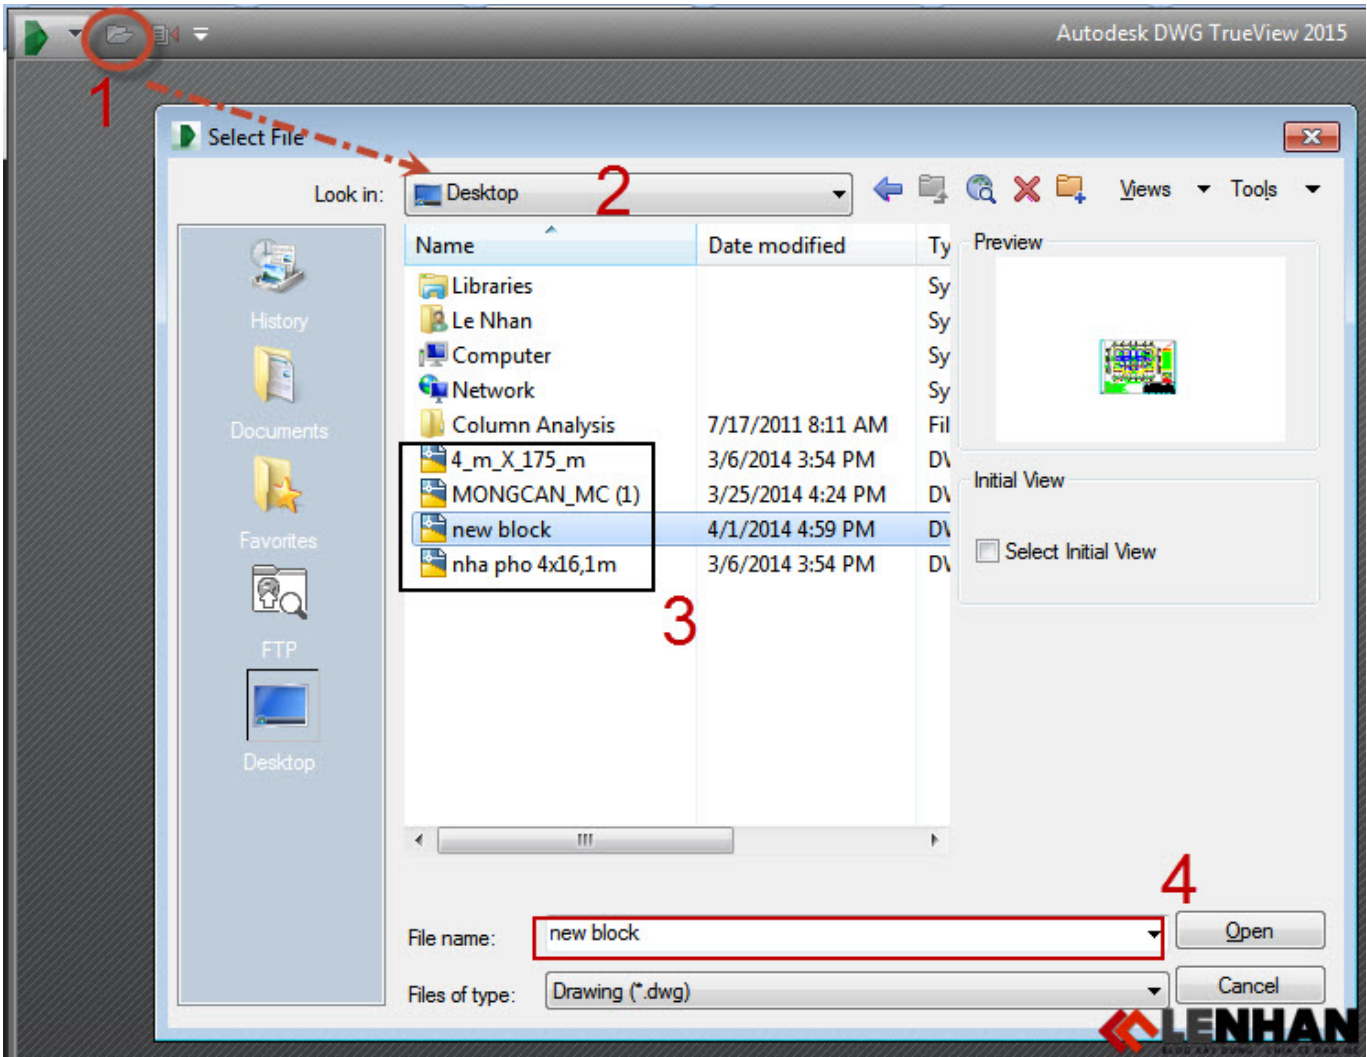 Autodesk DWG TrueView 2015
1
Select File
Look in:
Desktop
2
Views
Tools
Name
Date modified
Ty
Preview
History
Documents
Favorites
FTP
Desktop
Libraries
Sy
Le Nhan
Sy
Computer
Sy
Network
Sy
Column Analysis
7/17/2011 8:11 AM
Fil
4_m_X_175_m
3/6/2014 3:54 PM
MONGCAN_MC (1)
3/25/2014 4:24 PM
new block
4/1/2014 4:59 PM
nha pho 4x16,1m
3/6/2014 3:54 PM
3
Initial View
Select Initial View
4
File name:
new block
Open
Files of type:
Drawing (*.dwg)
Cancel
LENHAN